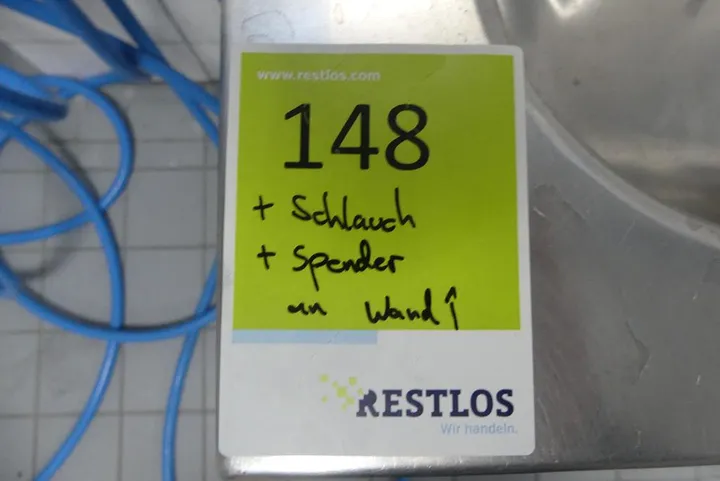 www.restlos.com
148
+ Schlauch
+ Spender
an Wand ↑
RESTLOS
Wir handeln.